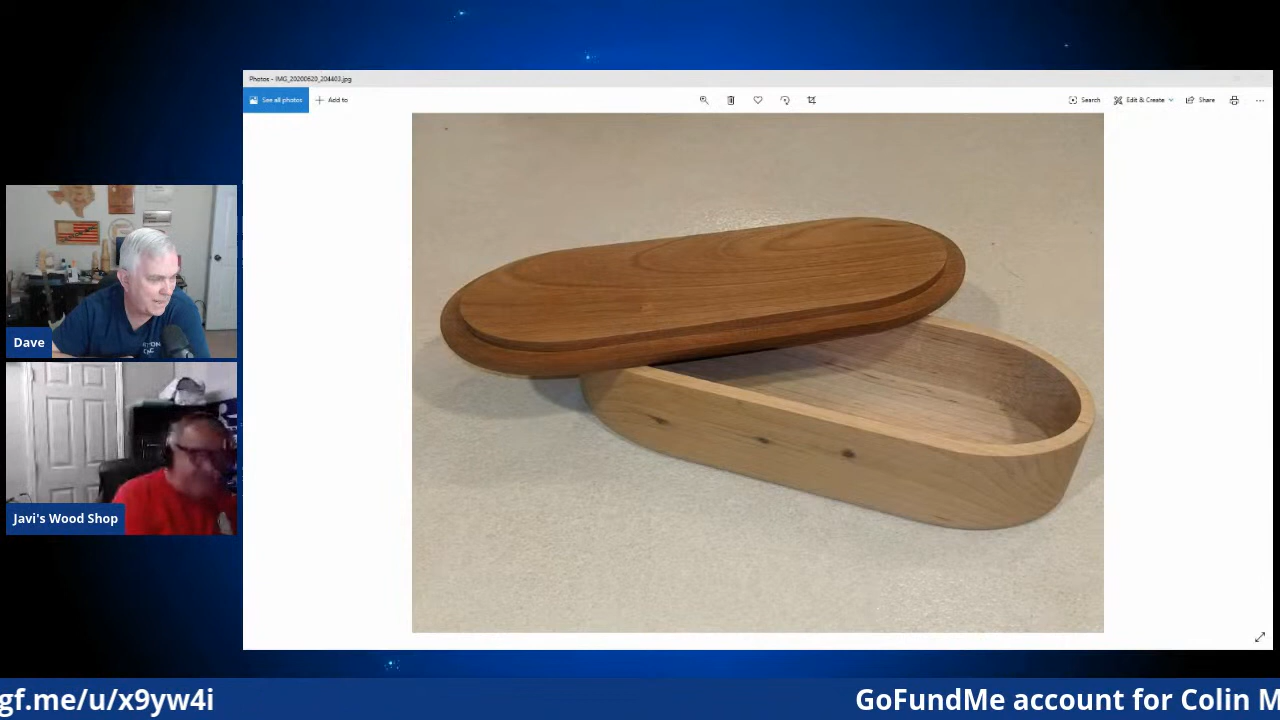 Photos - IMG_20200620_204403.jpg
See all photos
Add to
Search
Edit & Create
Share
Dave
Javi's Wood Shop
gf.me/u/x9yw4i
GoFundMe account for Colin M